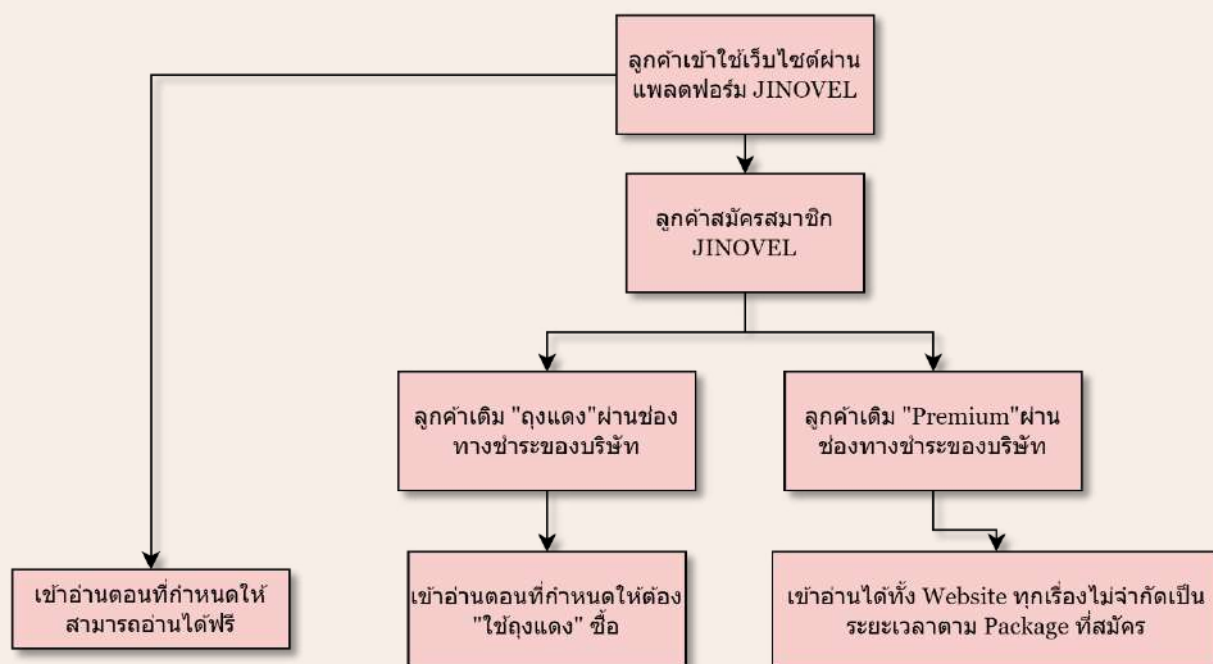 ลูกค้าเข้าใช้เว็บไซต์ผ่าน
แพลตฟอร์ม JINOVEL
ลูกค้าสมัครสมาชิก
JINOVEL
ลูกค้าเติม "ถุงแดง"ผ่านช่อง
ทางชำระของบริษัท
ลูกค้าเติม "Premium"ผ่าน
ช่องทางชำระของบริษัท
เข้าอ่านตอนที่กำหนดให้
สามารถอ่านได้ฟรี
เข้าอ่านตอนที่กำหนดให้ต้อง
"ใช้ถุงแดง" ซื้อ
เข้าอ่านได้ทั้ง Website ทุกเรื่องไม่จำกัดเป็น
ระยะเวลาตาม Package ที่สมัคร